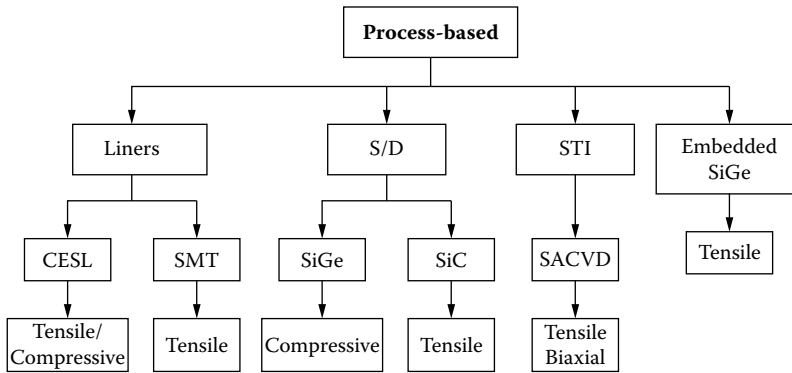 Process-based
Liners
S/D
STI
Embedded
SiGe
CESL
SMT
SiGe
SiC
SACVD
Tensile
Tensile/
Compressive
Tensile
Compressive
Tensile
Tensile
Biaxial